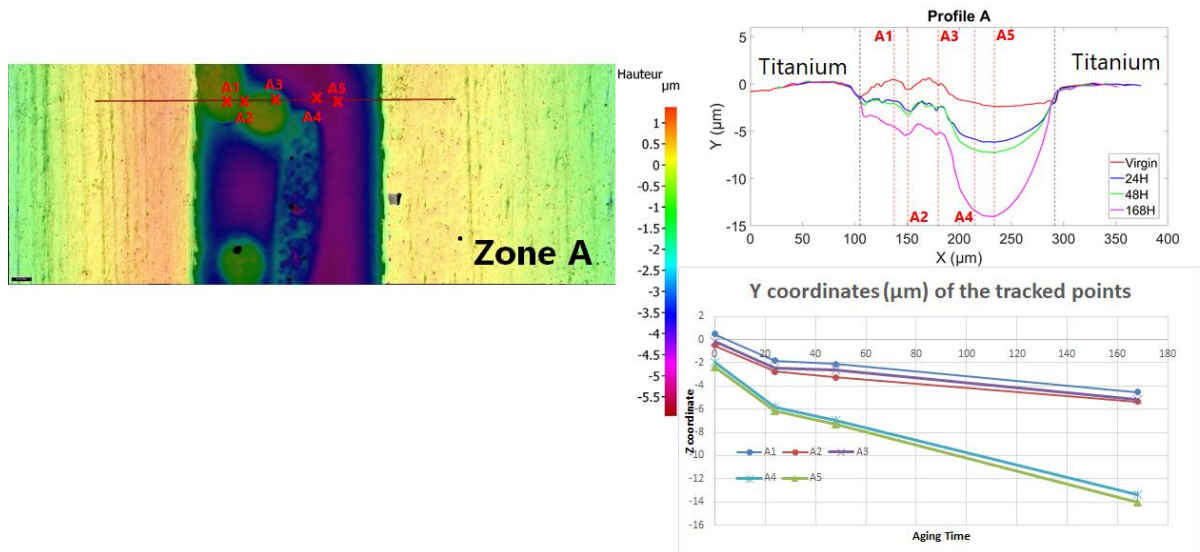 A1
A3
A5
A2
A4
Zone A
Hauteur
µm
1
0.5
0
-0.5
-1
-1.5
-2
-2.5
-3
-3.5
-4
-4.5
-5
-5.5
Profile A
A1 A3 A5
Titanium Titanium
5
0
-5
-10
-15
Y (µm)
Virgin
24H
48H
168H
A2 A4
0 50 100 150 200 250 300 350 400
X (µm)
Y coordinates (µm) of the tracked points
2
0
-2
-4
-6
-8
-10
-12
-14
-16
0 20 40 60 80 100 120 140 160 180
Z coordinate
A1 A2 A3
A4 A5
Aging Time